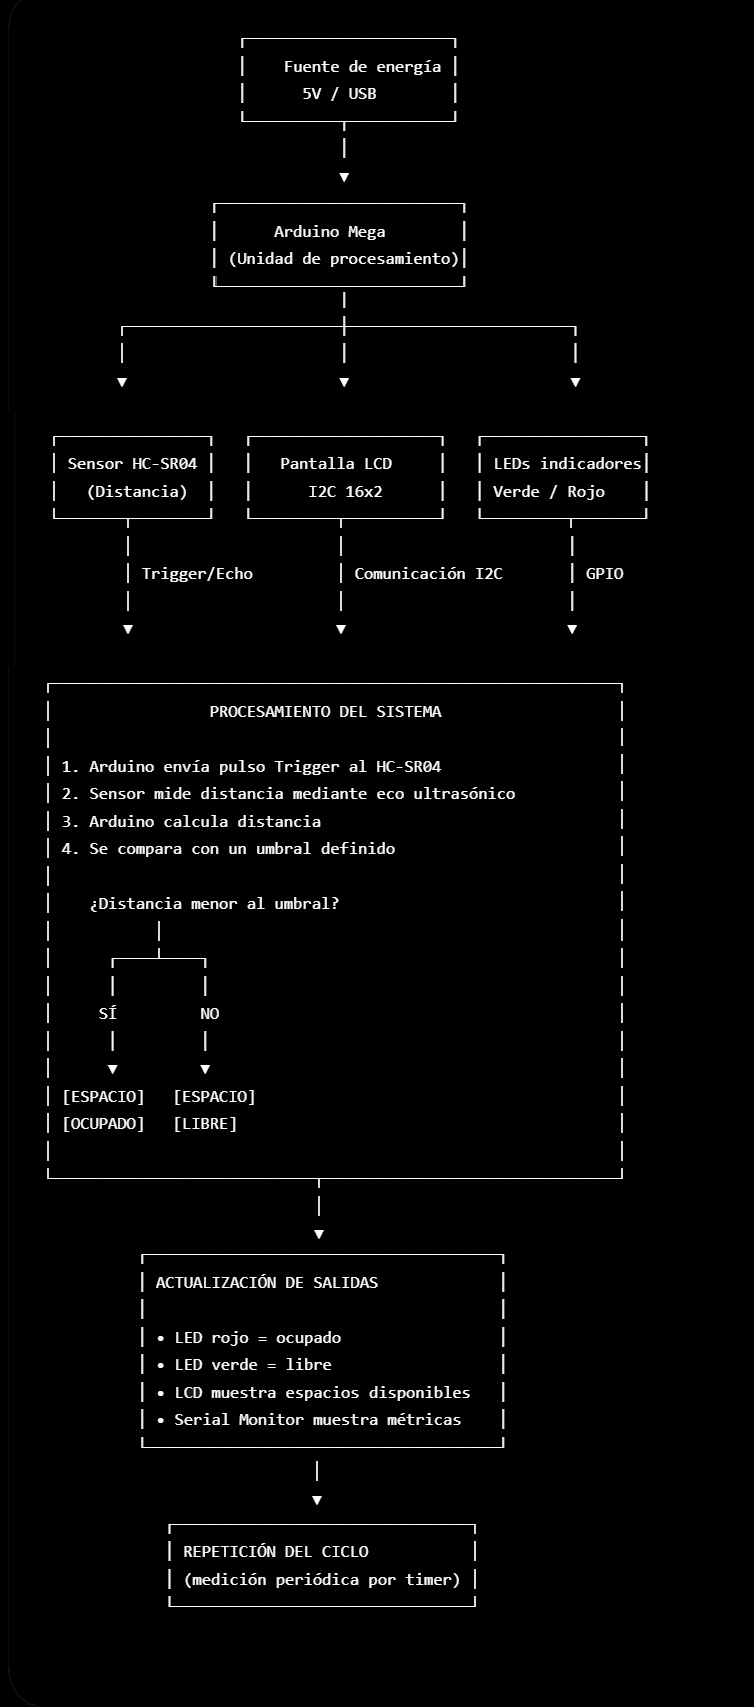 Fuente de energía
5V / USB
Arduino Mega
(Unidad de procesamiento)
Sensor HC-SR04
(Distancia)
Pantalla LCD
I2C 16x2
LEDs indicadores
Verde / Rojo
Trigger/Echo
Comunicación I2C
GPIO
PROCESAMIENTO DEL SISTEMA
1. Arduino envía pulso Trigger al HC-SR04
2. Sensor mide distancia mediante eco ultrasónico
3. Arduino calcula distancia
4. Se compara con un umbral definido
¿Distancia menor al umbral?
SÍ NO
[ESPACIO] [ESPACIO]
[OCUPADO] [LIBRE]
ACTUALIZACIÓN DE SALIDAS
• LED rojo = ocupado
• LED verde = libre
• LCD muestra espacios disponibles
• Serial Monitor muestra métricas
REPETICIÓN DEL CICLO
(medición periódica por timer)